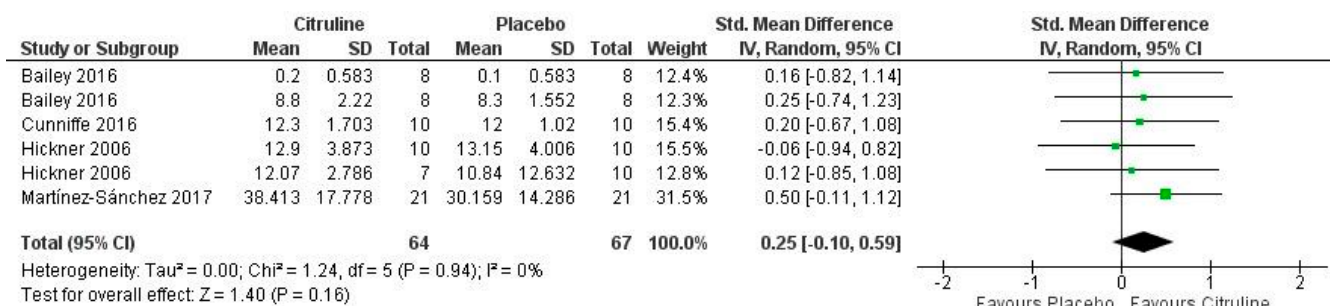 Citruline Placebo Std. Mean Difference Std. Mean Difference
Study or Subgroup Mean SD Total Mean SD Total Weight IV, Random, 95% CI IV, Random, 95% CI
Bailey 2016 0.2 0.583 8 0.1 0.583 8 12.4% 0.16 [-0.82, 1.14]
Bailey 2016 8.8 2.22 8 8.3 1.552 8 12.3% 0.25 [-0.74, 1.23]
Cunniffe 2016 12.3 1.703 10 12 1.02 10 15.4% 0.20 [-0.67, 1.08]
Hickner 2006 12.9 3.873 10 13.15 4.006 10 15.5% -0.06 [-0.94, 0.82]
Hickner 2006 12.07 2.786 7 10.84 12.632 10 12.8% 0.12 [-0.85, 1.08]
Martínez-Sánchez 2017 38.413 17.778 21 30.159 14.286 21 31.5% 0.50 [-0.11, 1.12]
Total (95% CI) 64 67 100.0% 0.25 [-0.10, 0.59]
Heterogeneity: Tau² = 0.00; Chi² = 1.24, df = 5 (P = 0.94); I² = 0%
Test for overall effect: Z = 1.40 (P = 0.16)
-2 -1 0 1 2
Favours Placebo Favours Citruline